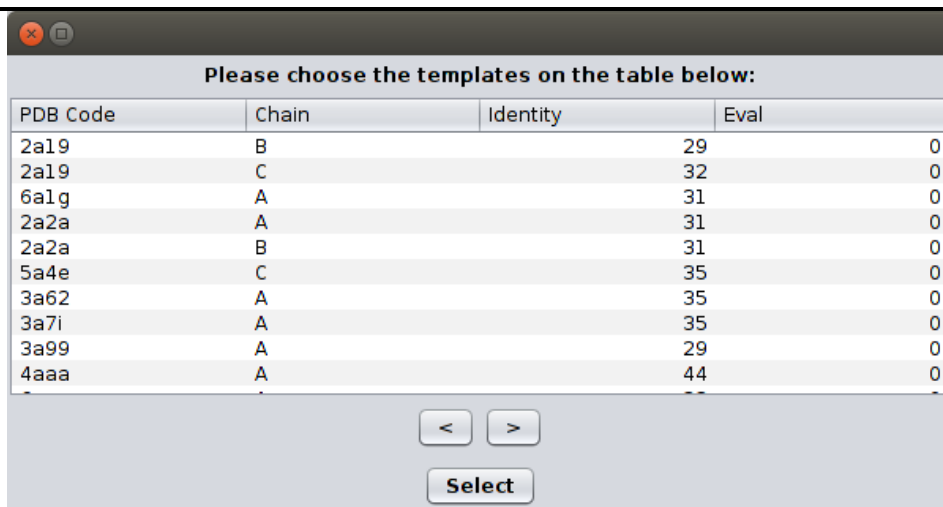 Please choose the templates on the table below:
PDB Code Chain Identity Eval
2a19 B 29 0
2a19 C 32 0
6a1g A 31 0
2a2a A 31 0
2a2a B 31 0
5a4e C 35 0
3a62 A 35 0
3a7i A 35 0
3a99 A 29 0
4aaa A 44 0
< >
Select